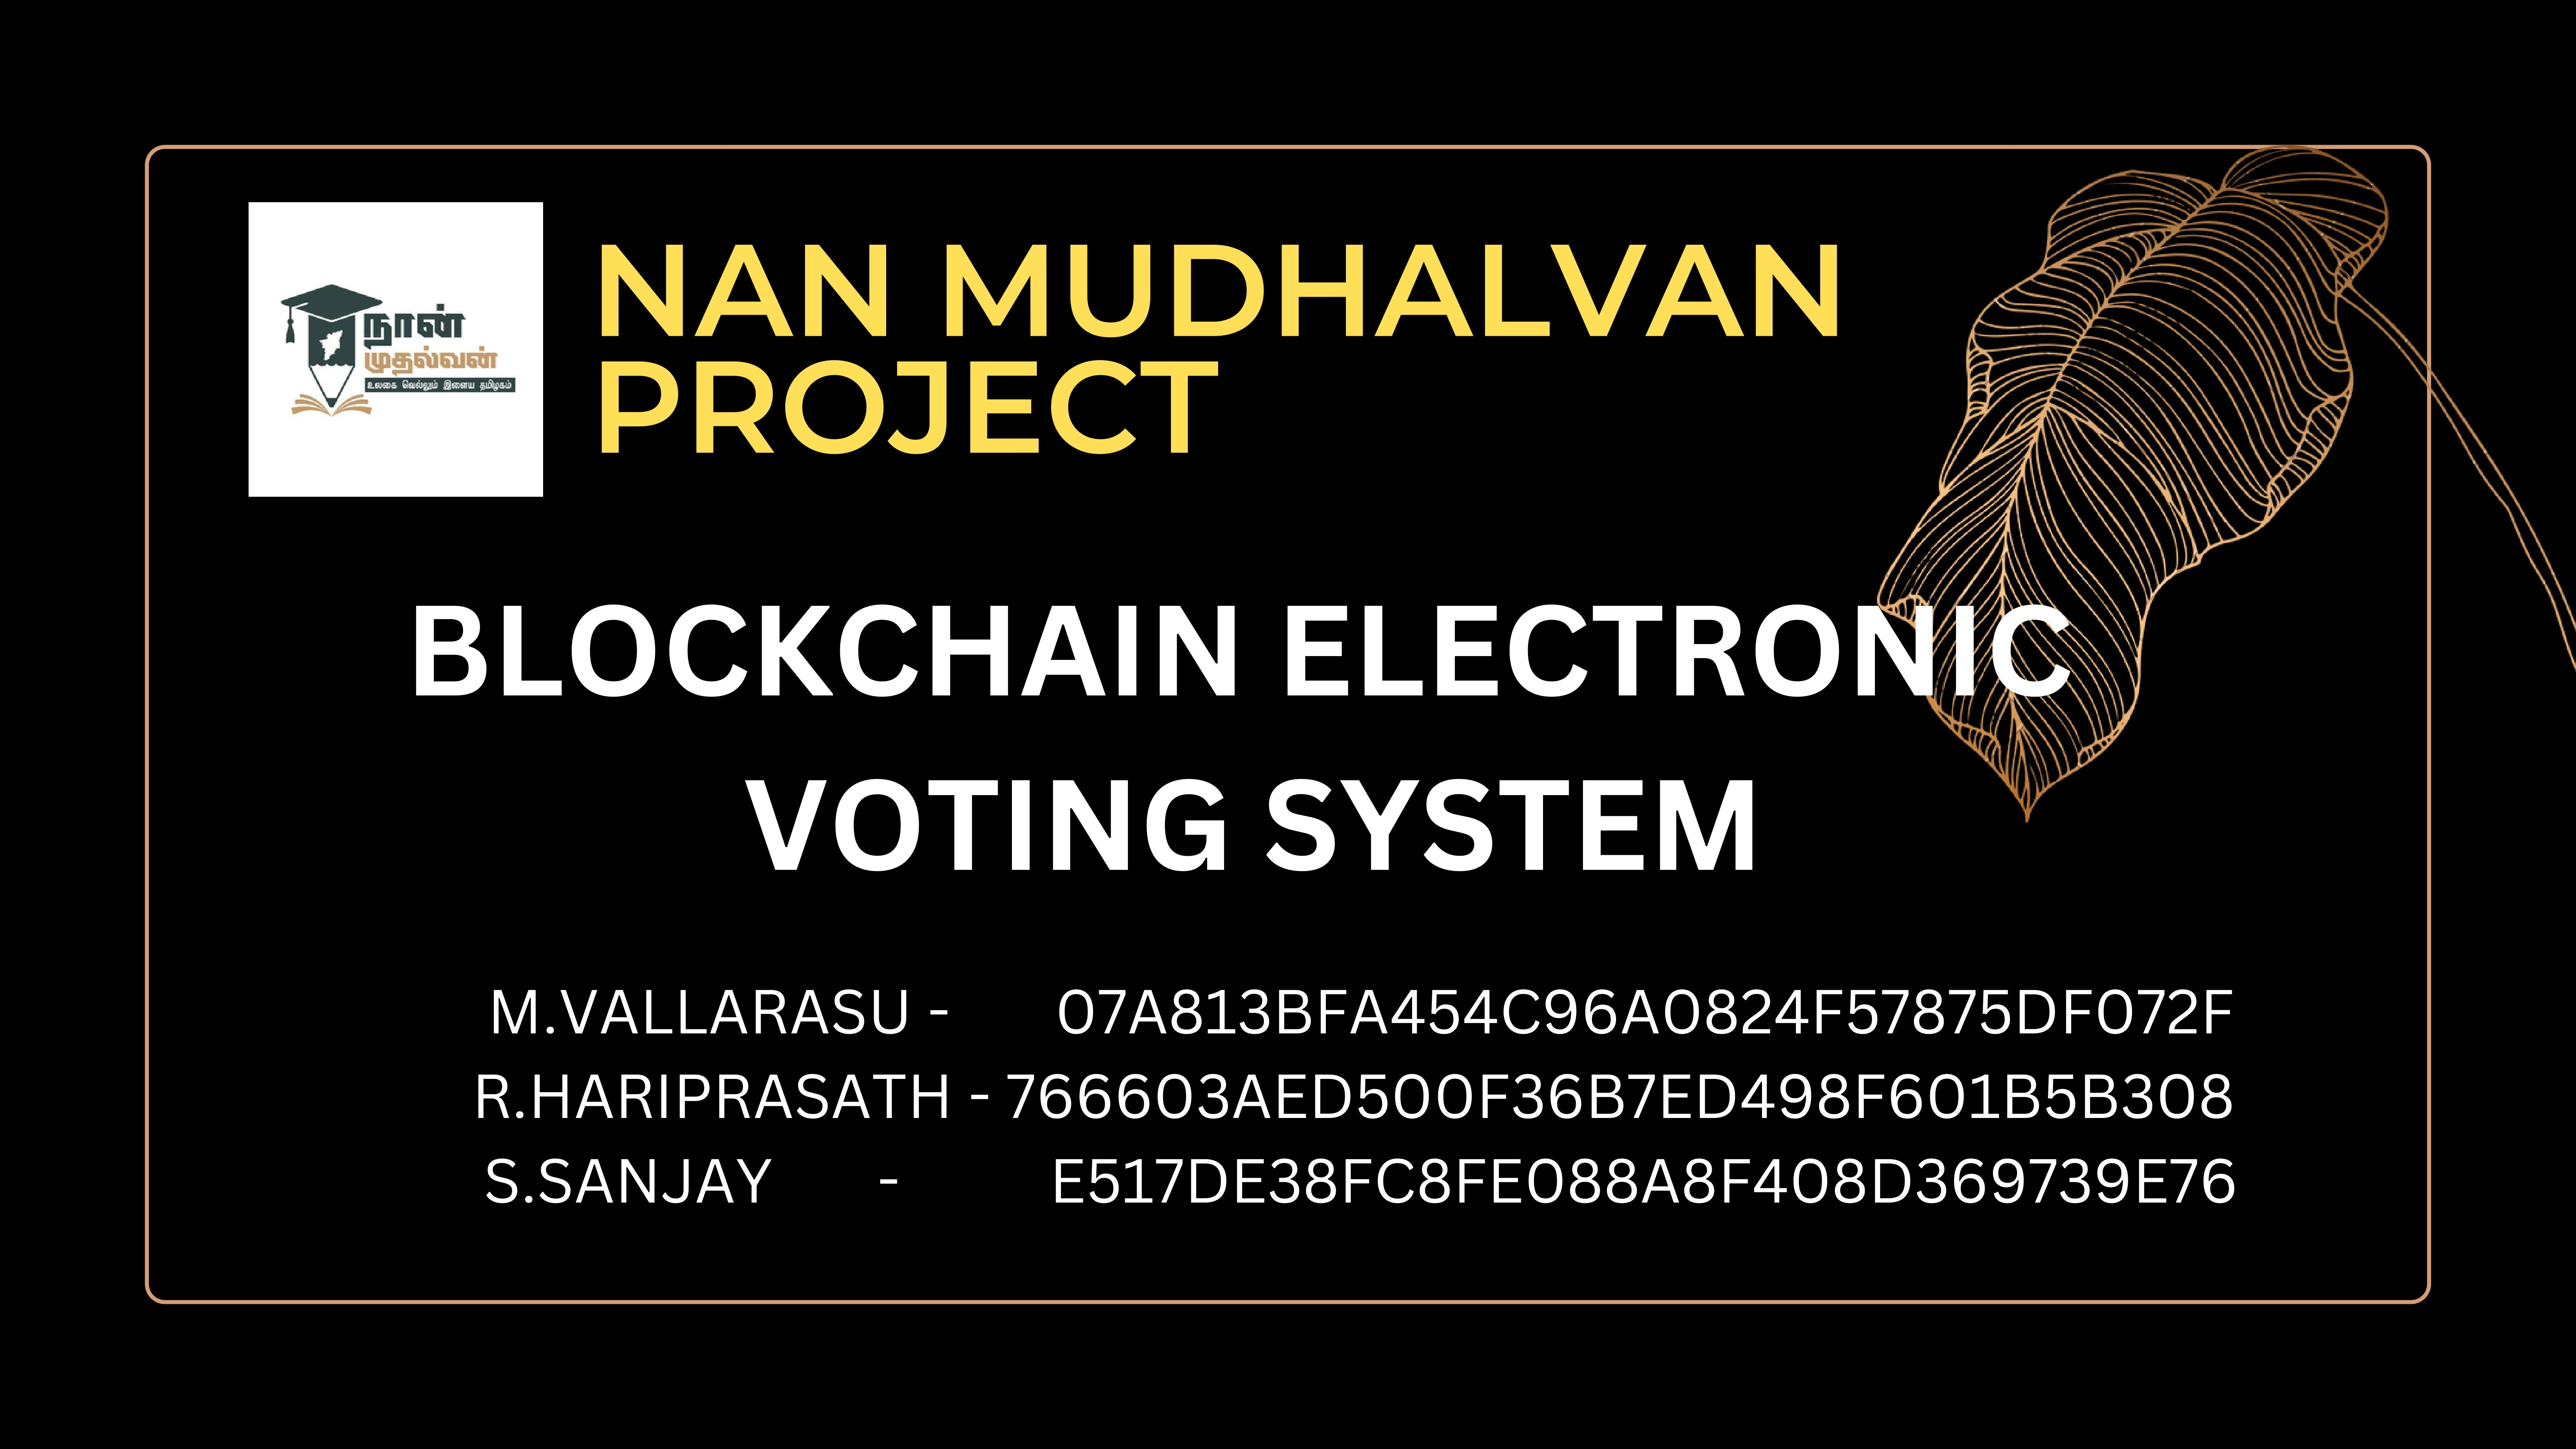 நான்
முதல்வன்
உலகை வெல்லும் இளைய தமிழகம்
NAN MUDHALVAN
PROJECT
BLOCKCHAIN ELECTRONIC
VOTING SYSTEM
M.VALLARASU - 07A813BFA454C96A0824F57875DF072F
R.HARIPRASATH - 766603AED500F36B7ED498F601B5B308
S.SANJAY - E517DE38FC8FE088A8F408D369739E76